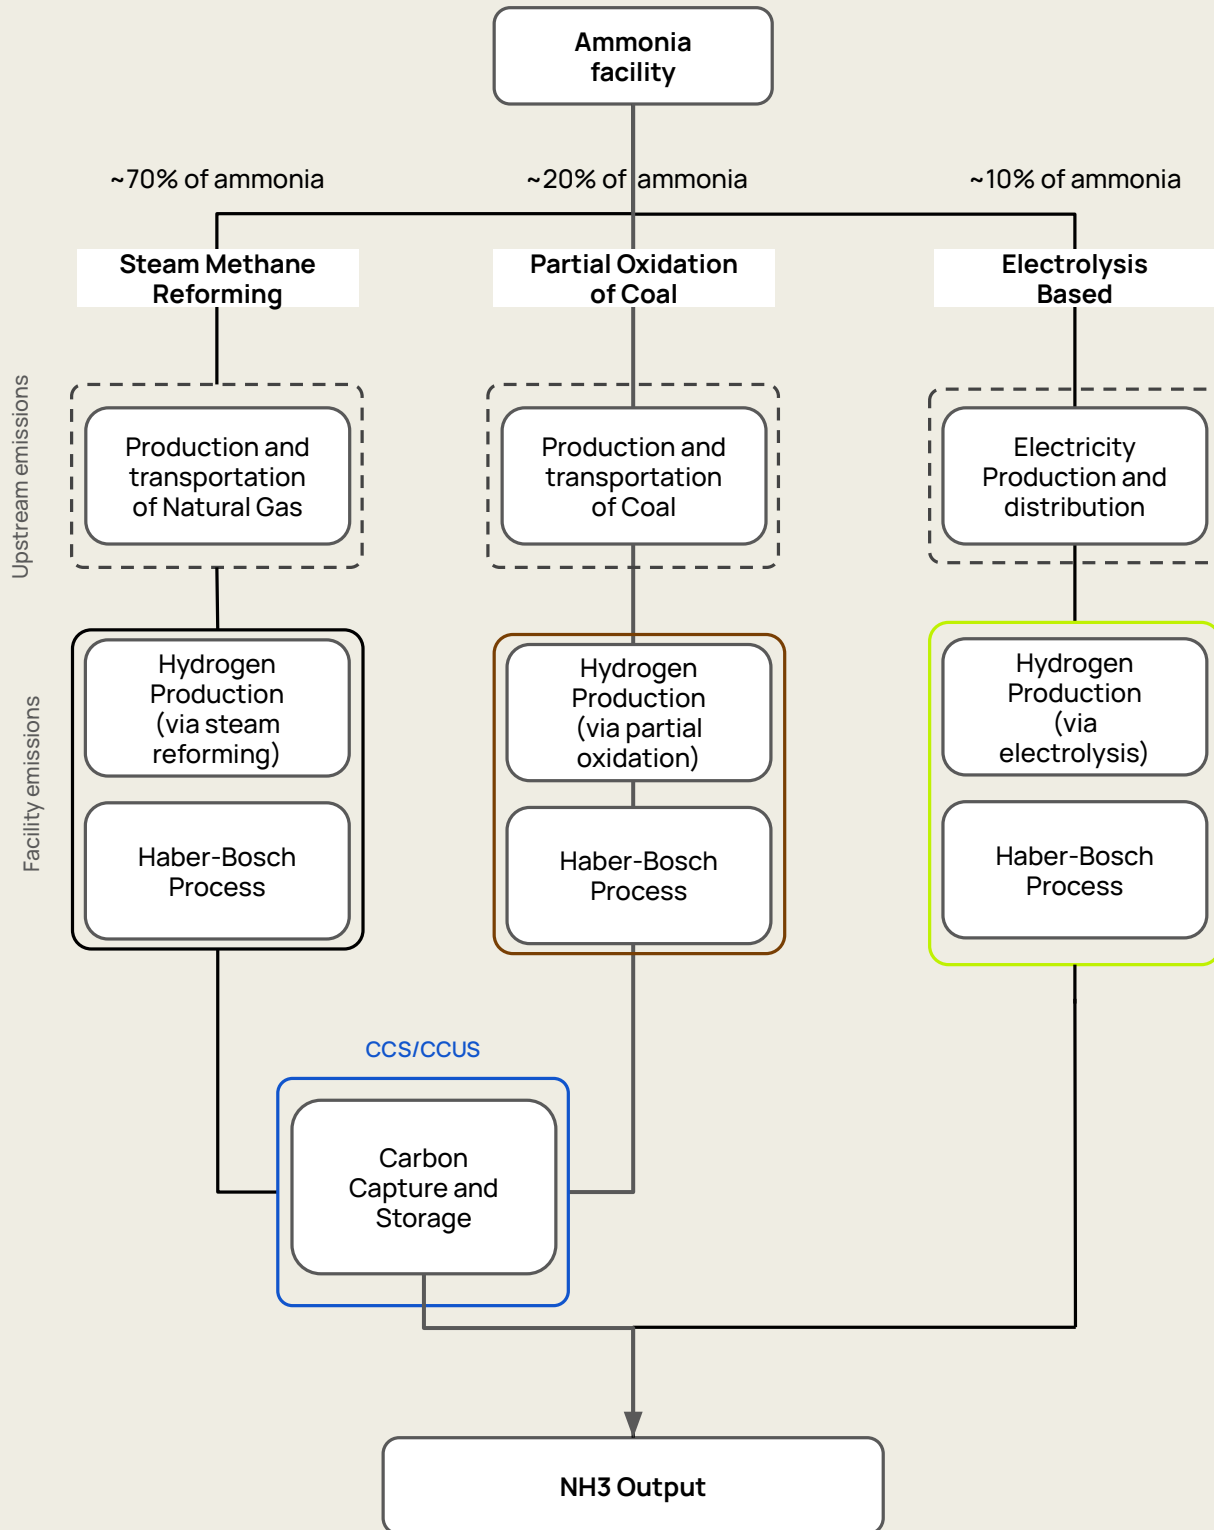 Ammonia
facility
~70% of ammonia
~20% of ammonia
~10% of ammonia
Steam Methane
Reforming
Partial Oxidation
of Coal
Electrolysis
Based
Upstream emissions
Production and
transportation
of Natural Gas
Production and
transportation
of Coal
Electricity
Production and
distribution
Facility emissions
Hydrogen
Production
(via steam
reforming)
Hydrogen
Production
(via partial
oxidation)
Hydrogen
Production
(via
electrolysis)
Haber-Bosch
Process
Haber-Bosch
Process
Haber-Bosch
Process
CCS/CCUS
Carbon
Capture and
Storage
NH3 Output